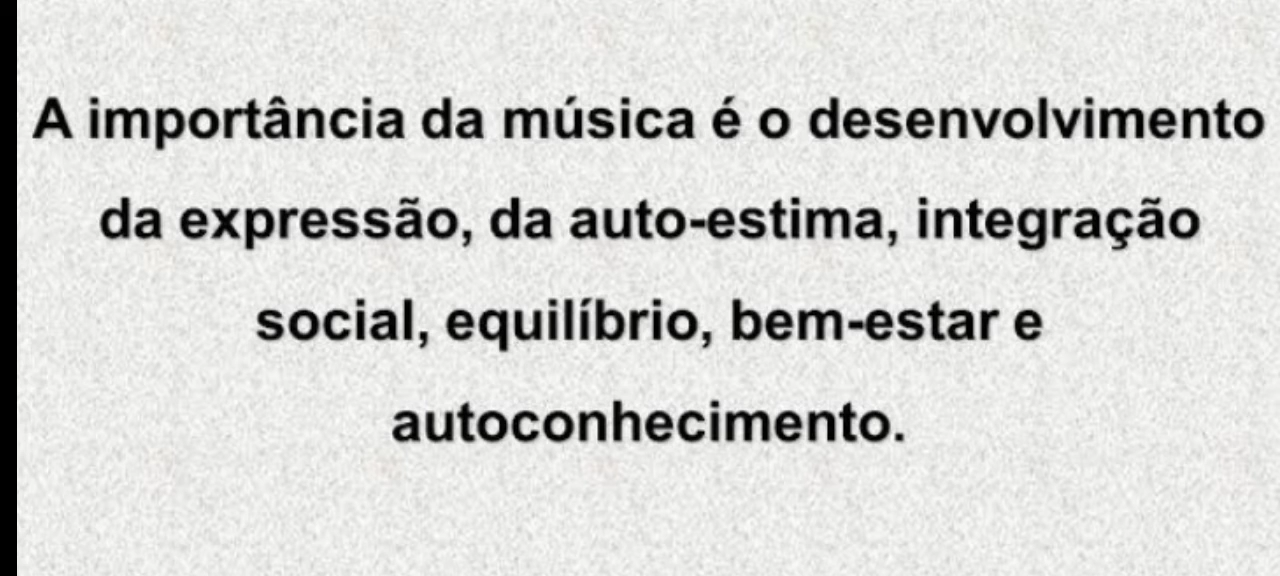 A importância da música é o desenvolvimento
da expressão, da auto-estima, integração
social, equilíbrio, bem-estar e
autoconhecimento.